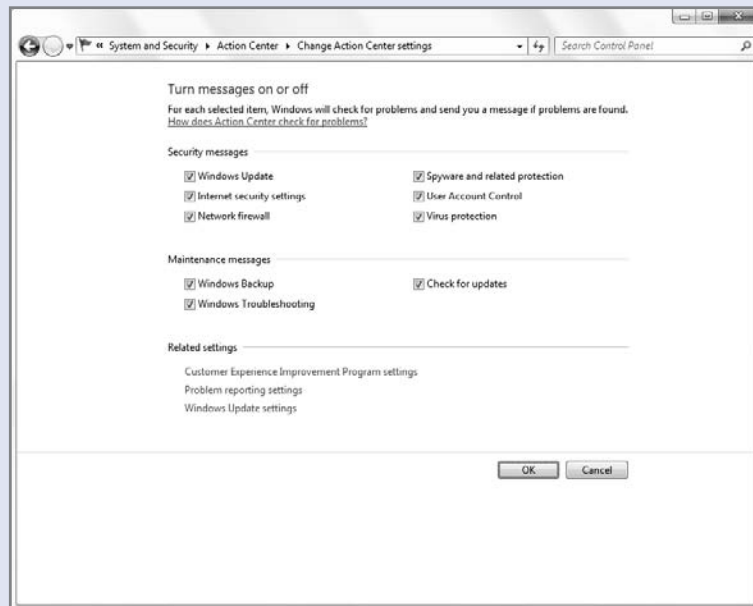 System and Security ▸ Action Center ▸ Change Action Center settings
Search Control Panel
Turn messages on or off
For each selected item, Windows will check for problems and send you a message if problems are found.
How does Action Center check for problems?
Security messages
Windows Update
Spyware and related protection
Internet security settings
User Account Control
Network firewall
Virus protection
Maintenance messages
Windows Backup
Check for updates
Windows Troubleshooting
Related settings
Customer Experience Improvement Program settings
Problem reporting settings
Windows Update settings
OK
Cancel